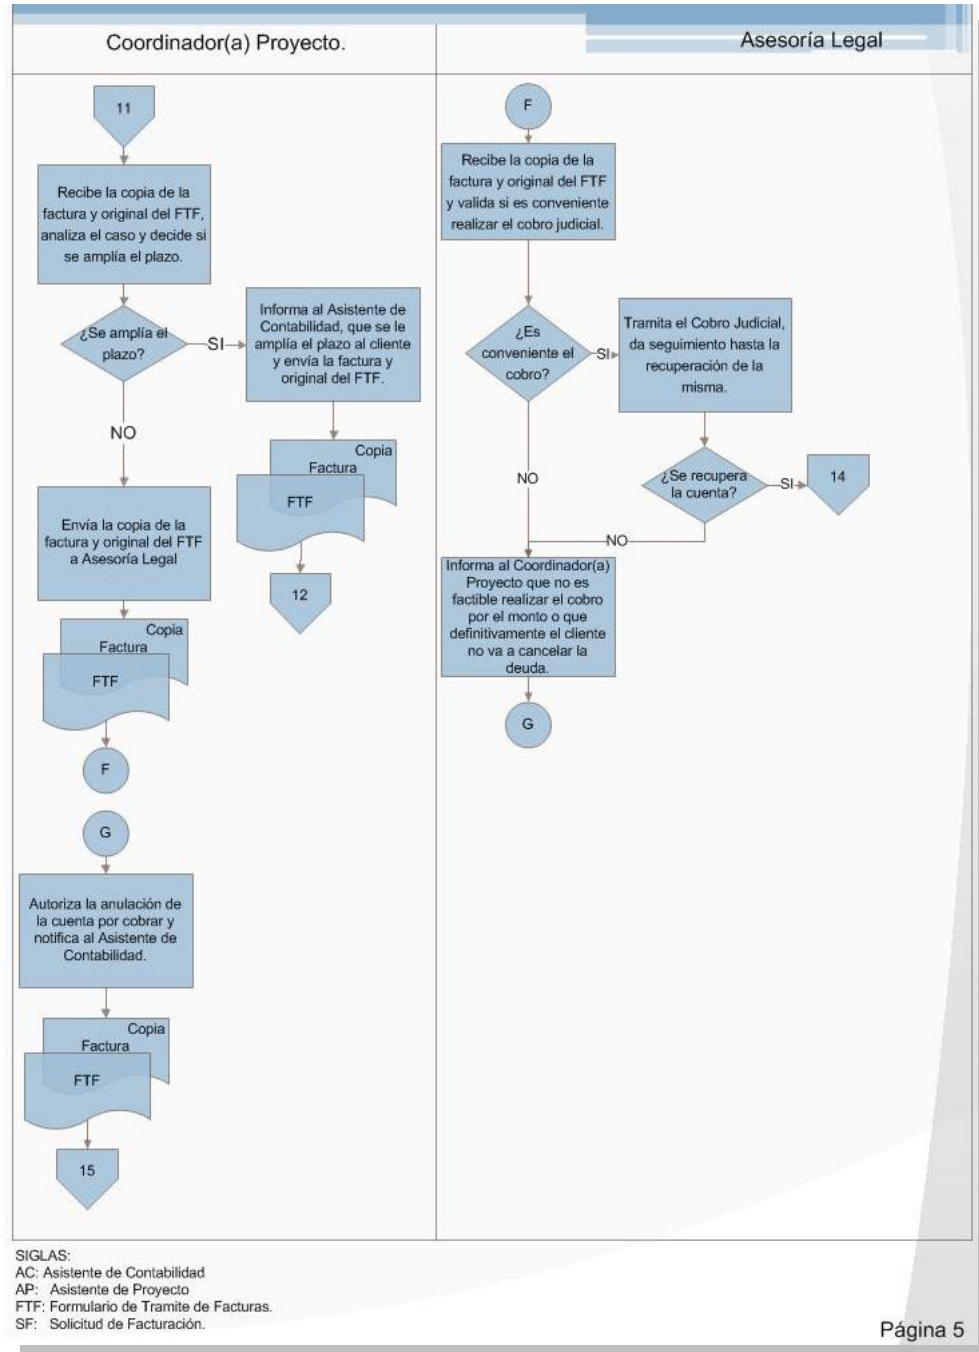 Coordinador(a) Proyecto.
Asesoría Legal
11
Recibe la copia de la
factura y original del FTF,
analiza el caso y decide si
se amplía el plazo.
¿Se amplía el
plazo?
SI
Informa al Asistente de
Contabilidad, que se le
amplía el plazo al cliente
y envía la factura y
original del FTF.
Copia
Factura
FTF
12
NO
Envía la copia de la
factura y original del FTF
a Asesoría Legal
Copia
Factura
FTF
F
G
Autoriza la anulación de
la cuenta por cobrar y
notifica al Asistente de
Contabilidad.
Copia
Factura
FTF
15
F
Recibe la copia de la
factura y original del FTF
y valida si es conveniente
realizar el cobro judicial.
¿Es
conveniente el
cobro?
SI
Tramita el Cobro Judicial,
da seguimiento hasta la
recuperación de la
misma.
¿Se recupera
la cuenta?
SI
14
NO
NO
Informa al Coordinador(a)
Proyecto que no es
factible realizar el cobro
por el monto o que
definitivamente el cliente
no va a cancelar la
deuda.
G
SIGLAS:
AC: Asistente de Contabilidad
AP: Asistente de Proyecto
FTF: Formulario de Tramite de Facturas.
SF: Solicitud de Facturación.
Página 5